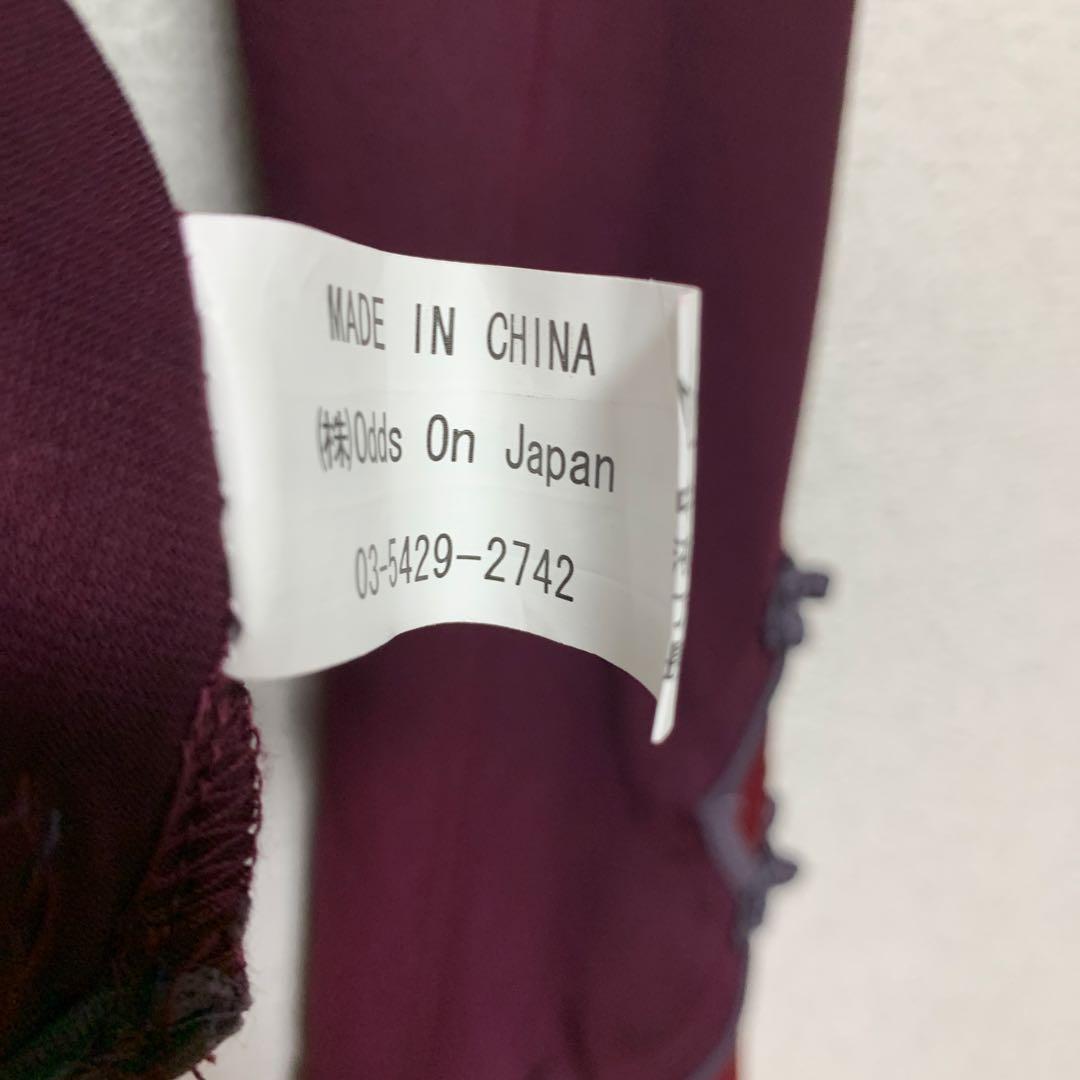 MADE IN CHINA
㈱Odds On Japan
03-5429-2742